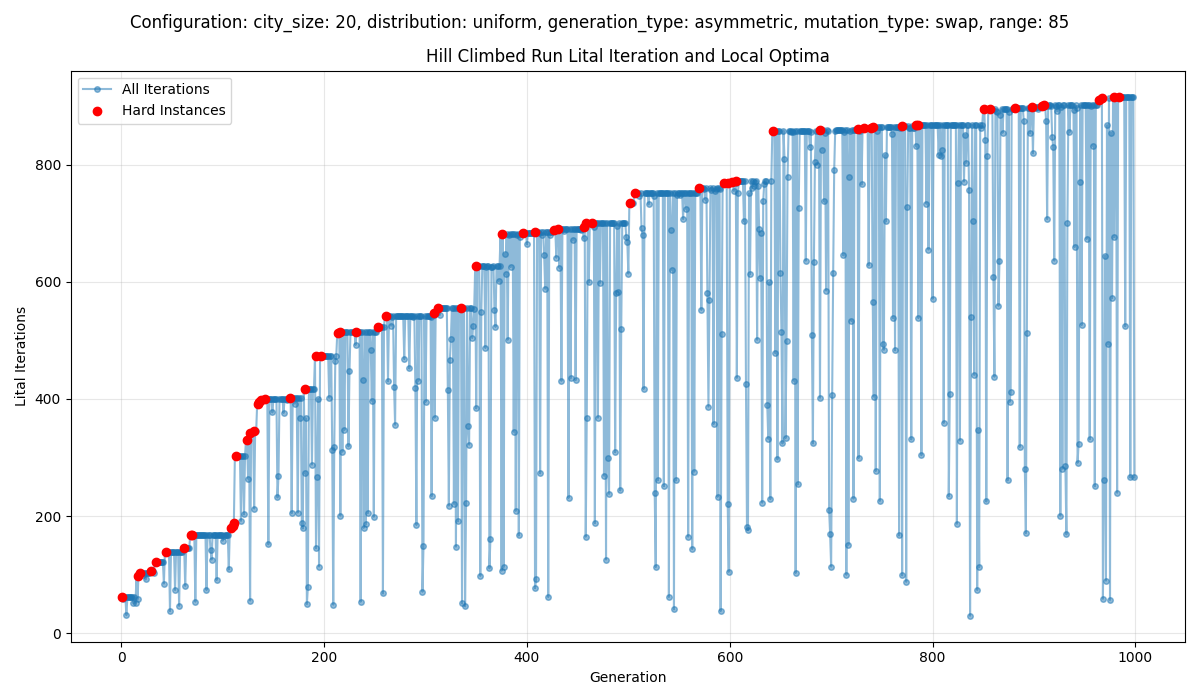 Configuration: city_size: 20, distribution: uniform, generation_type: asymmetric, mutation_type: swap, range: 85
Hill Climbed Run Lital Iteration and Local Optima
All Iterations
Hard Instances
Lital Iterations
800
600
400
200
0
0 200 400 600 800 1000
Generation